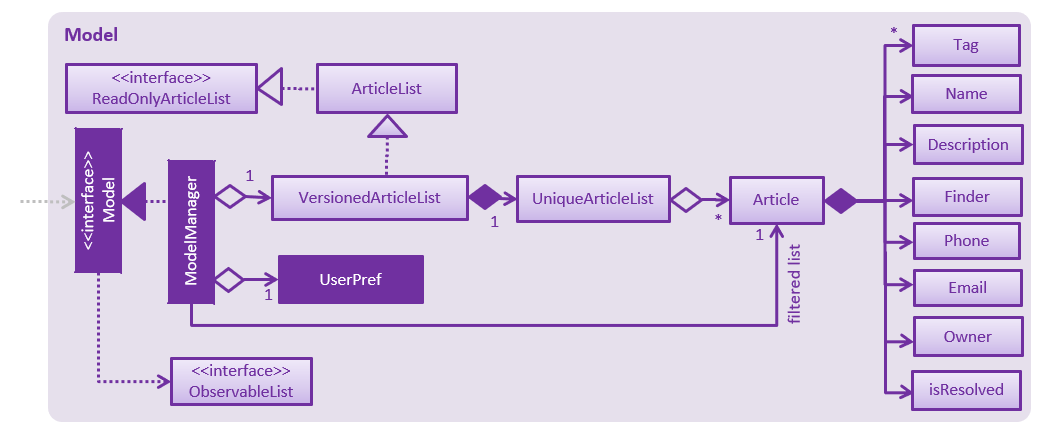 Model
<<interface>>
ReadOnlyArticleList
ArticleList
<<interface>>
Model
ModelManager
1
VersionedArticleList
1
UniqueArticleList
*
Article
1
filtered list
1
UserPref
<<interface>>
ObservableList
*
Tag
Name
Description
Finder
Phone
Email
Owner
isResolved